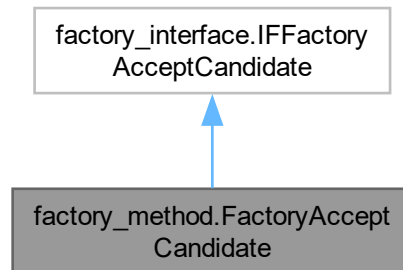 factory_interface.IFFactory
AcceptCandidate
factory_method.FactoryAccept
Candidate